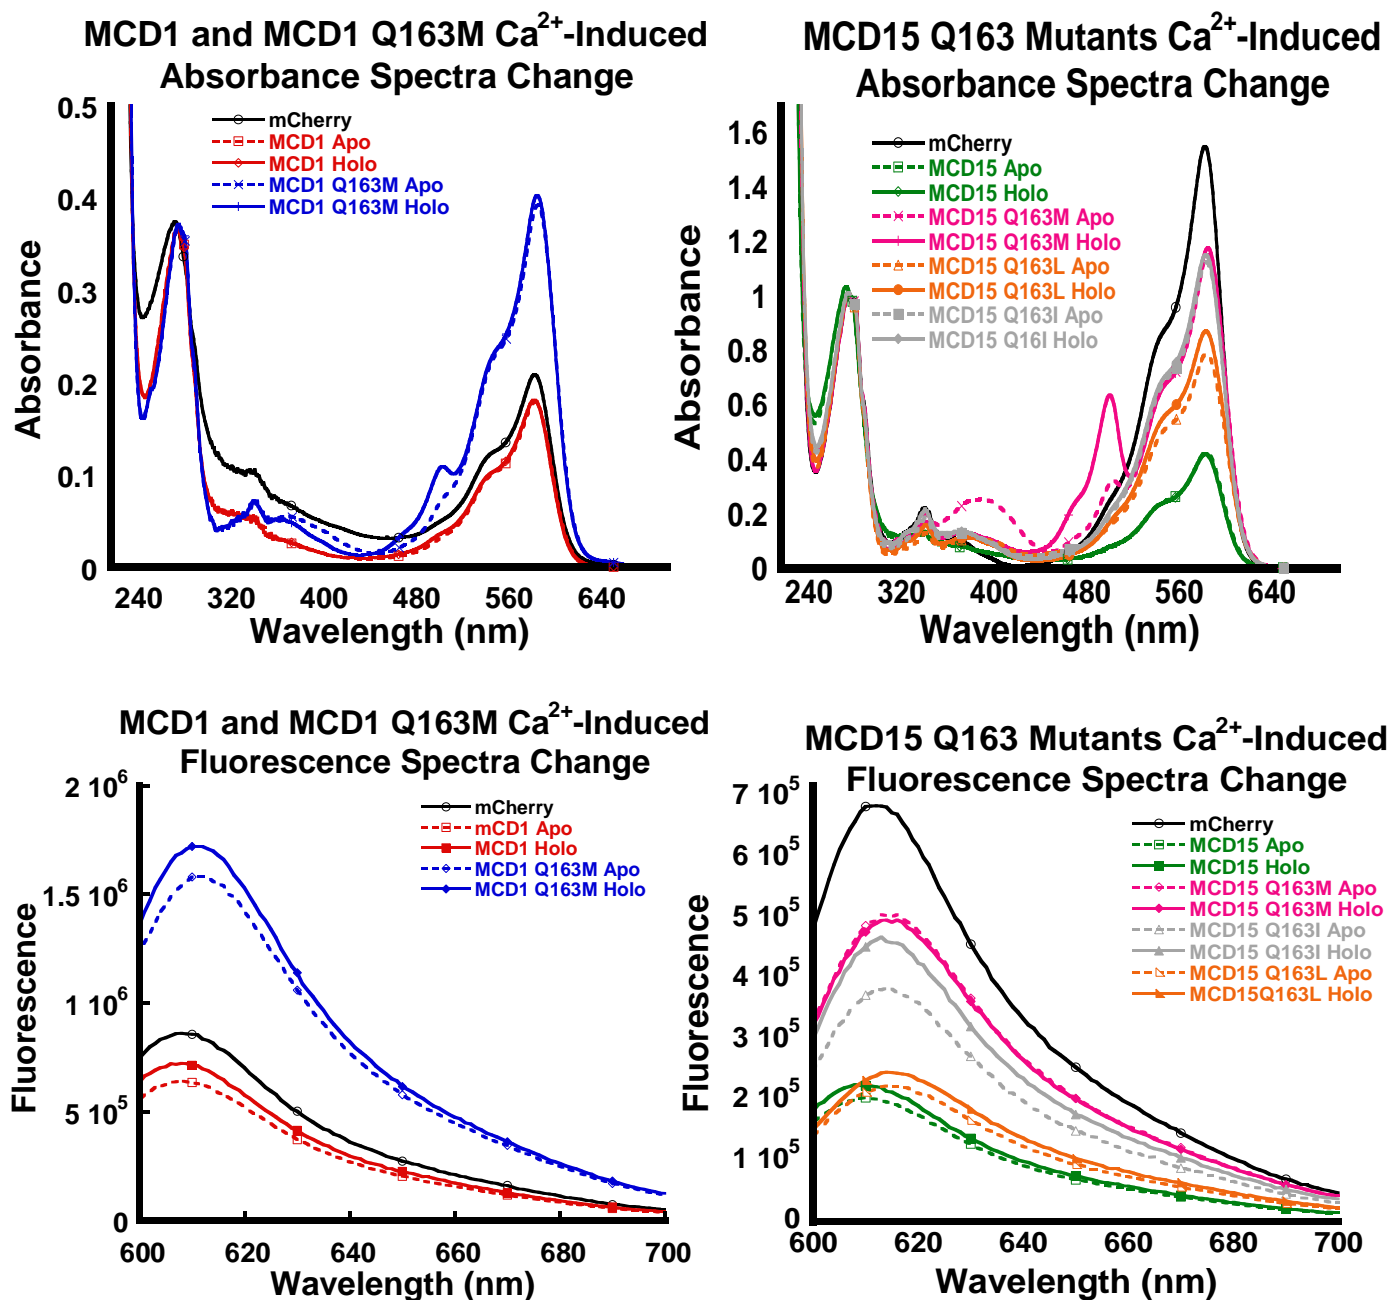 MCD1 and MCD1 Q163M Ca2+-Induced
Absorbance Spectra Change
0.5
0.4
0.3
0.2
0.1
0
Absorbance
mCherry
MCD1 Apo
MCD1 Holo
MCD1 Q163M Apo
MCD1 Q163M Holo
240 320 400 480 560 640
Wavelength (nm)
MCD15 Q163 Mutants Ca2+-Induced
Absorbance Spectra Change
1.6
1.4
1.2
1
0.8
0.6
0.4
0.2
0
Absorbance
mCherry
MCD15 Apo
MCD15 Holo
MCD15 Q163M Apo
MCD15 Q163M Holo
MCD15 Q163L Apo
MCD15 Q163L Holo
MCD15 Q163I Apo
MCD15 Q16I Holo
240 320 400 480 560 640
Wavelength (nm)
MCD1 and MCD1 Q163M Ca2+-Induced
Fluorescence Spectra Change
2 10^6
1.5 10^6
1 10^6
5 10^5
0
Fluorescence
mCherry
mCD1 Apo
MCD1 Holo
MCD1 Q163M Apo
MCD1 Q163M Holo
600 620 640 660 680 700
Wavelength (nm)
MCD15 Q163 Mutants Ca2+-Induced
Fluorescence Spectra Change
7 10^5
6 10^5
5 10^5
4 10^5
3 10^5
2 10^5
1 10^5
0
Fluorescence
mCherry
MCD15 Apo
MCD15 Holo
MCD15 Q163M Apo
MCD15 Q163M Holo
MCD15 Q163I Apo
MCD15 Q163I Holo
MCD15 Q163L Apo
MCD15Q163L Holo
600 620 640 660 680 700
Wavelength (nm)